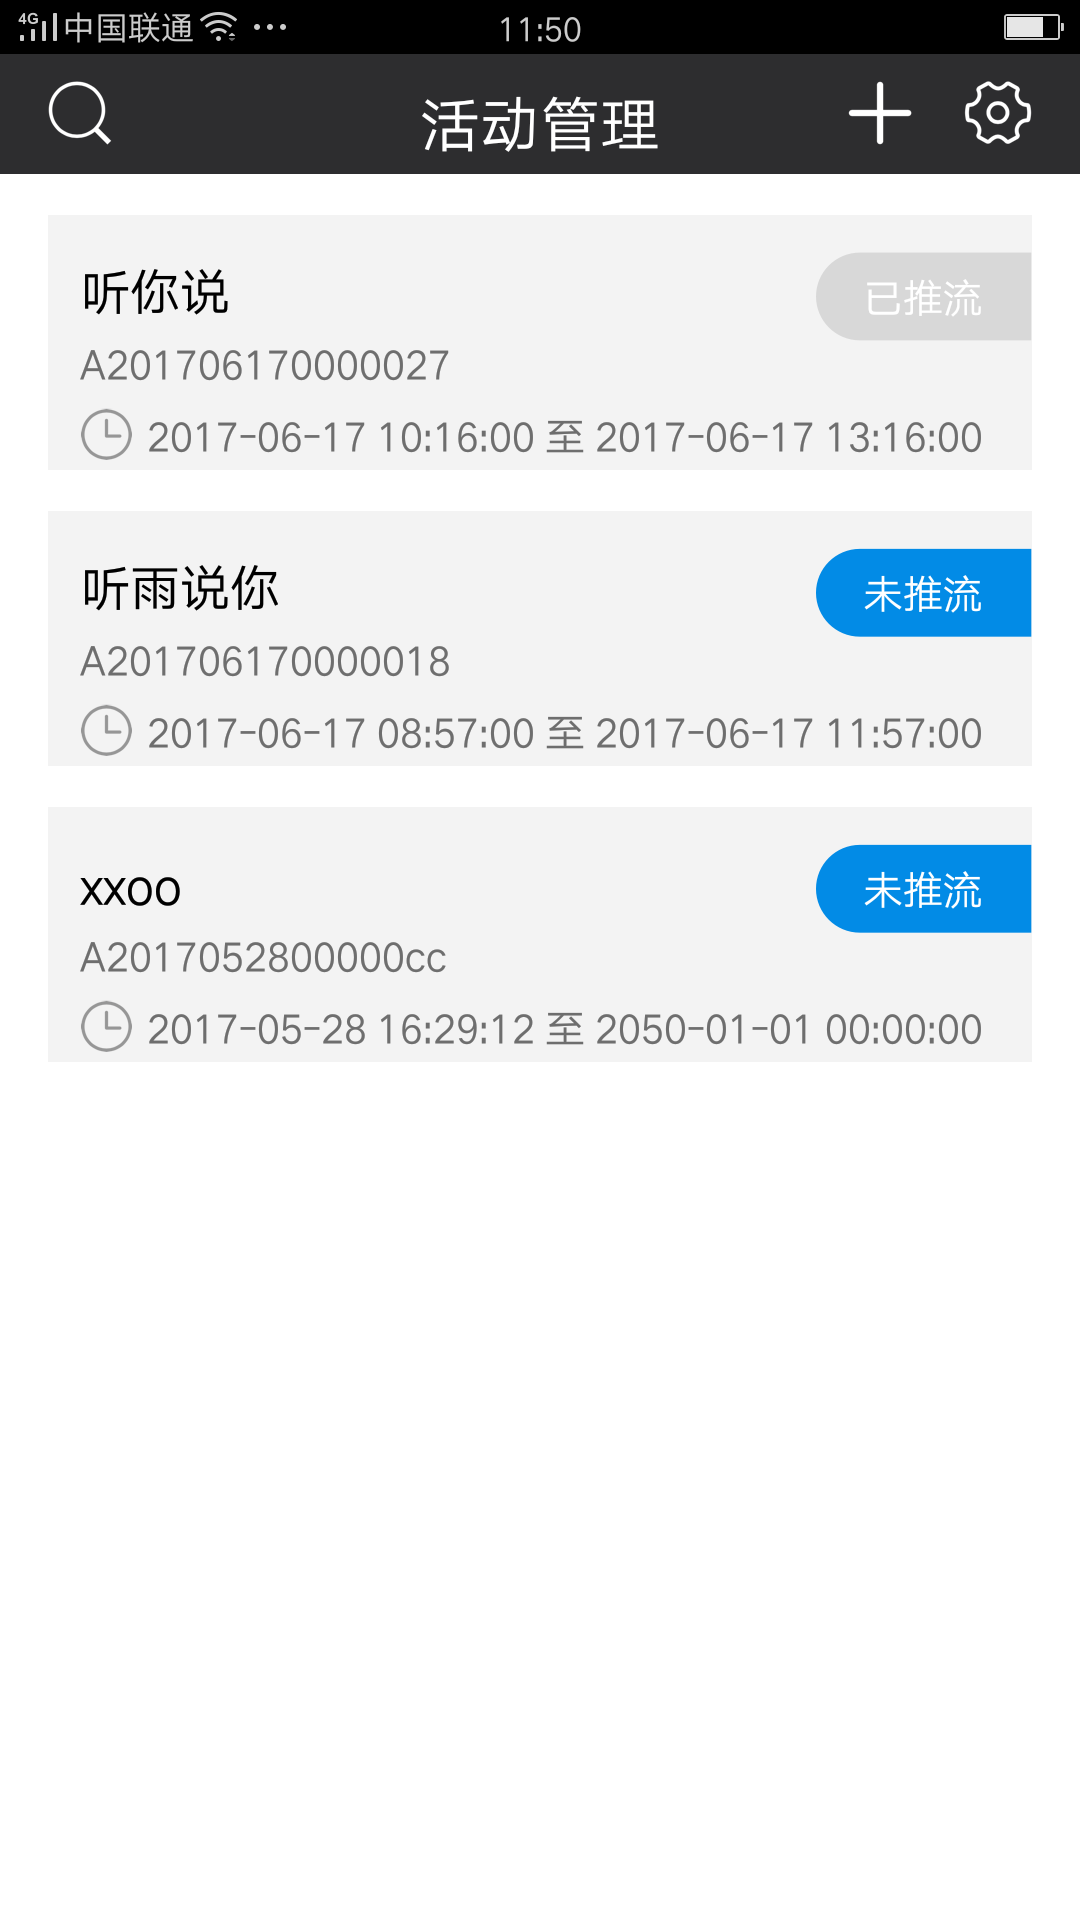 4G 中国联通 ... 11:50
活动管理
听你说
已推流
A201706170000027
2017-06-17 10:16:00 至 2017-06-17 13:16:00
听雨说你
未推流
A201706170000018
2017-06-17 08:57:00 至 2017-06-17 11:57:00
xxoo
未推流
A2017052800000cc
2017-05-28 16:29:12 至 2050-01-01 00:00:00